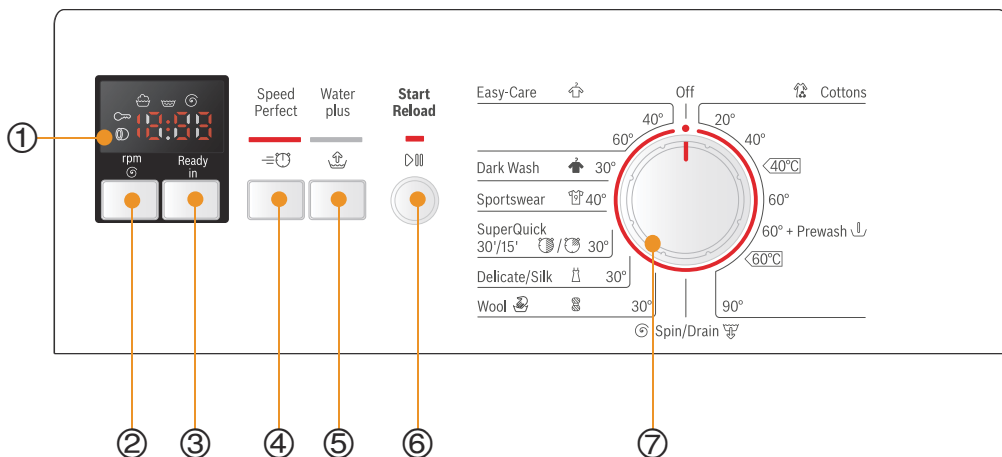 ①
18:88
rpm
Ready
in
Speed
Perfect
Water
plus
Start
Reload
②
③
④
⑤
⑥
Easy-Care
40°
60°
Dark Wash 30°
Sportswear 40°
SuperQuick
30'/15' / 30°
Delicate/Silk 30°
Wool 30°
Off
Cottons
20°
40°
40°C
60°
60° + Prewash
60°C
90°
Spin/Drain
⑦